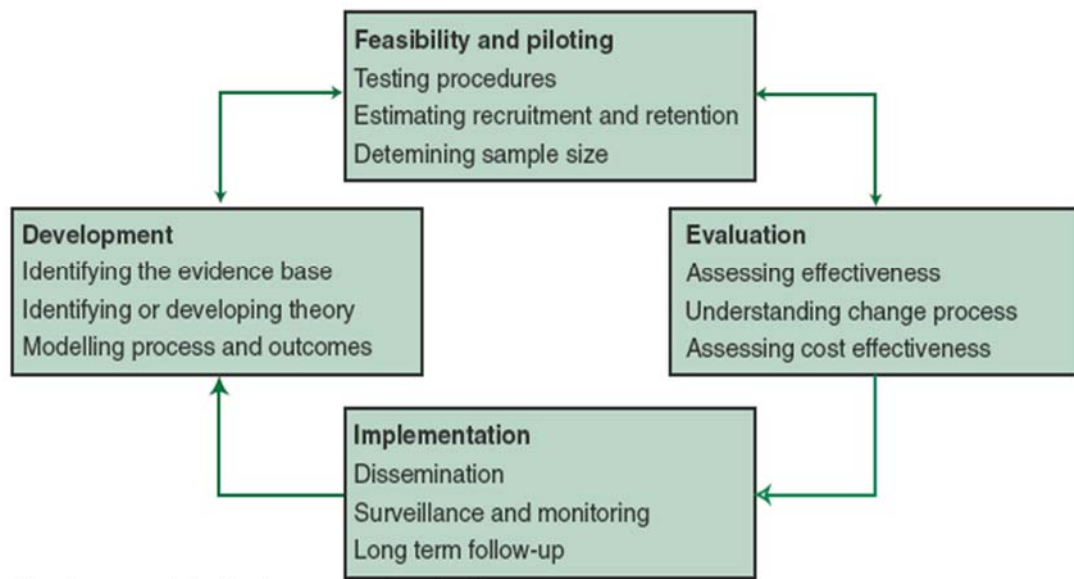 Feasibility and piloting
Testing procedures
Estimating recruitment and retention
Detemining sample size
Development
Identifying the evidence base
Identifying or developing theory
Modelling process and outcomes
Evaluation
Assessing effectiveness
Understanding change process
Assessing cost effectiveness
Implementation
Dissemination
Surveillance and monitoring
Long term follow-up